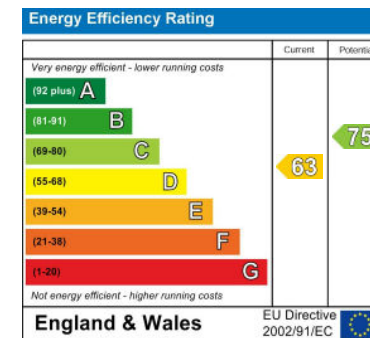 Energy Efficiency Rating
Current Potentia
Very energy efficient - lower running costs
(92 plus) A
(81-91) B
(69-80) C
75
(55-68) D
63
(39-54) E
(21-38) F
(1-20) G
Not energy efficient - higher running costs
England & Wales
EU Directive
2002/91/EC